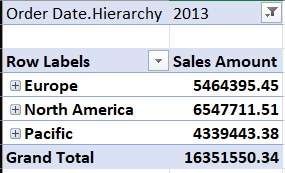 Order Date.Hierarchy 2013
Row Labels Sales Amount
Europe 5464395.45
North America 6547711.51
Pacific 4339443.38
Grand Total 16351550.34